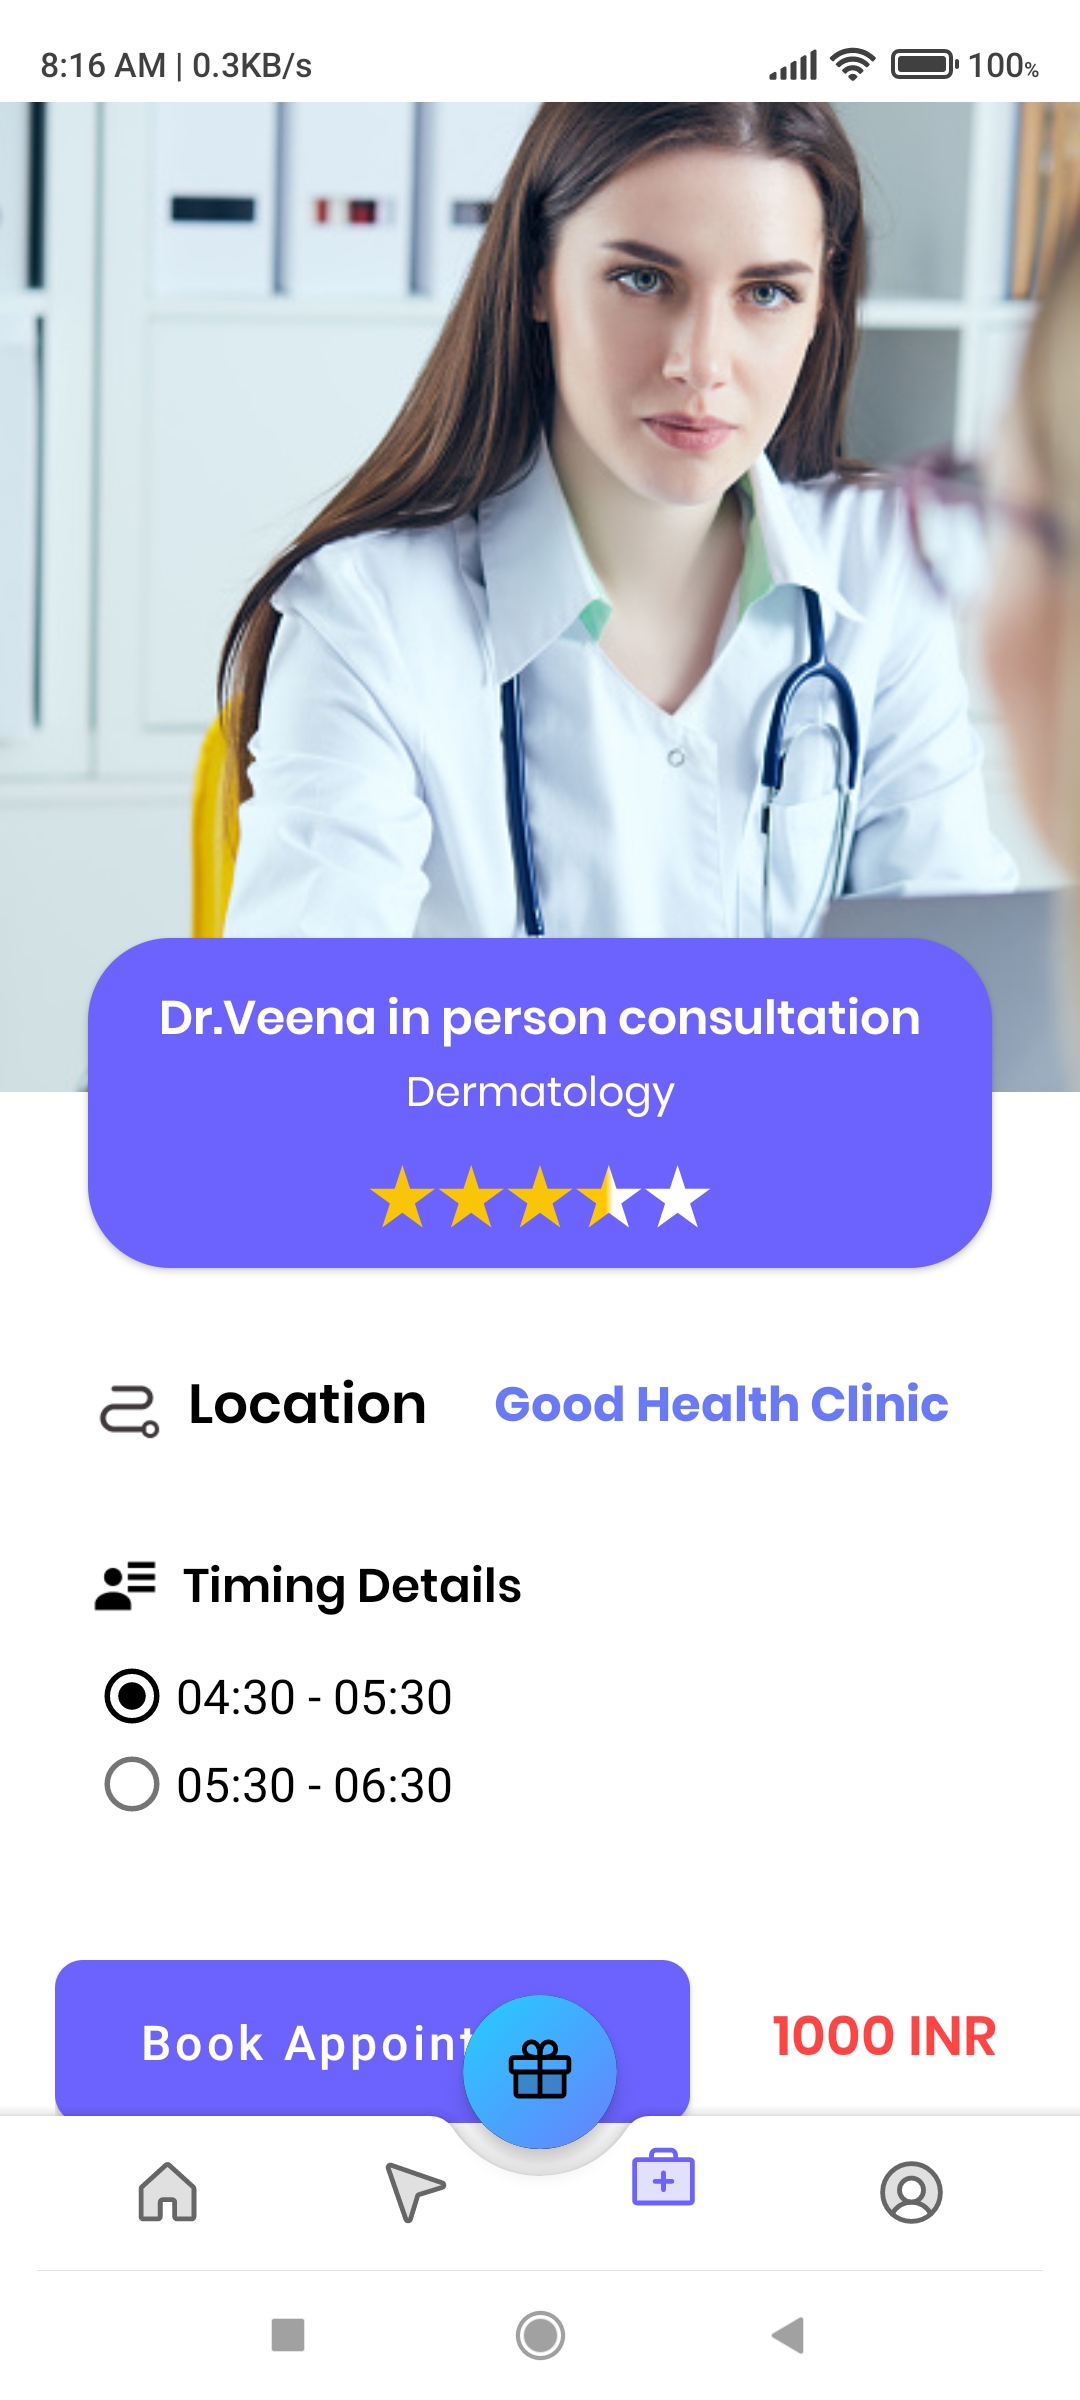 8:16 AM | 0.3KB/s 100%
Dr.Veena in person consultation
Dermatology
Location Good Health Clinic
Timing Details
04:30 - 05:30
05:30 - 06:30
Book Appoint
1000 INR